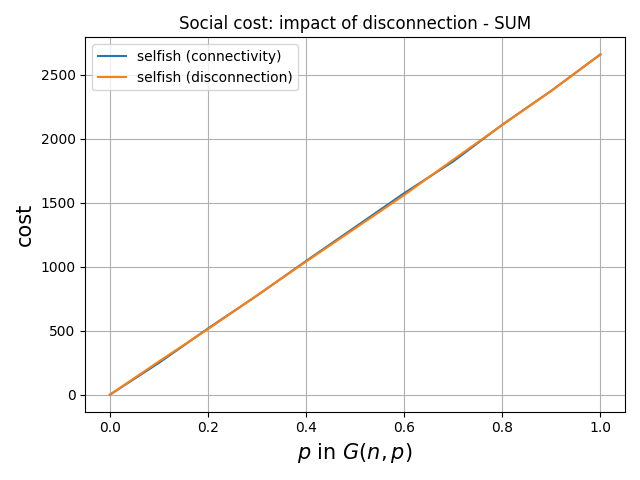 Social cost: impact of disconnection - SUM
selfish (connectivity)
selfish (disconnection)
2500
2000
1500
1000
500
0
cost
0.0 0.2 0.4 0.6 0.8 1.0
p in G(n, p)